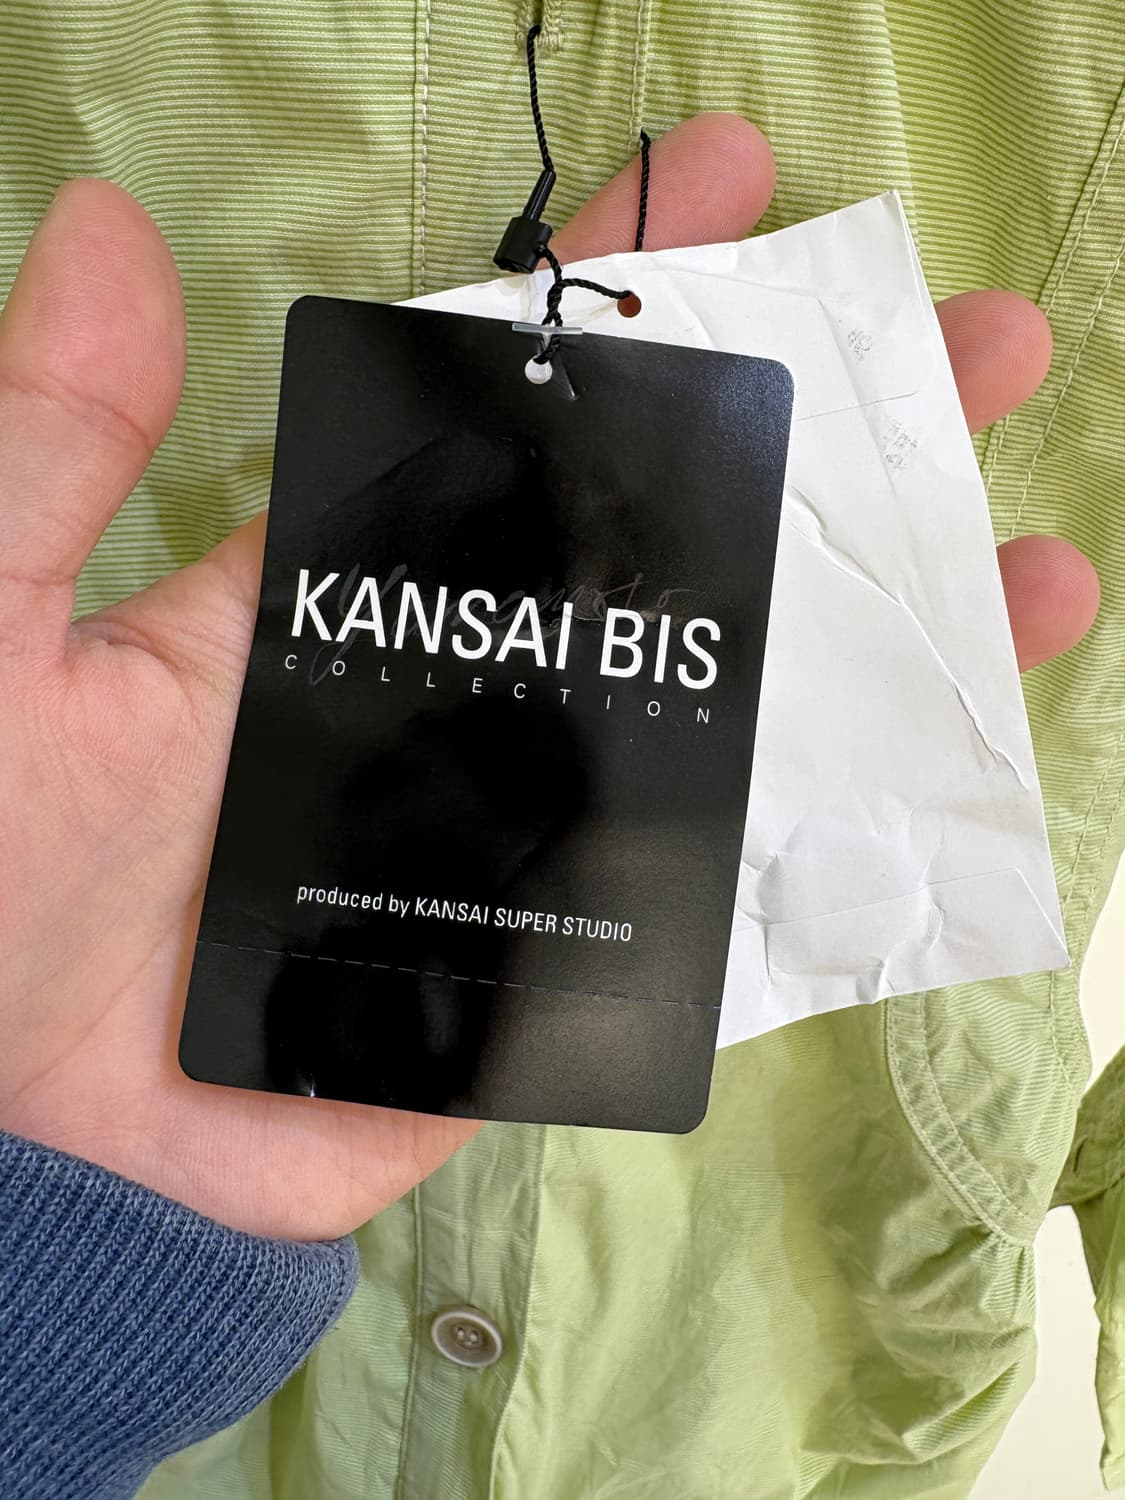 KANSAI BIS
COLLECTION
produced by KANSAI SUPER STUDIO